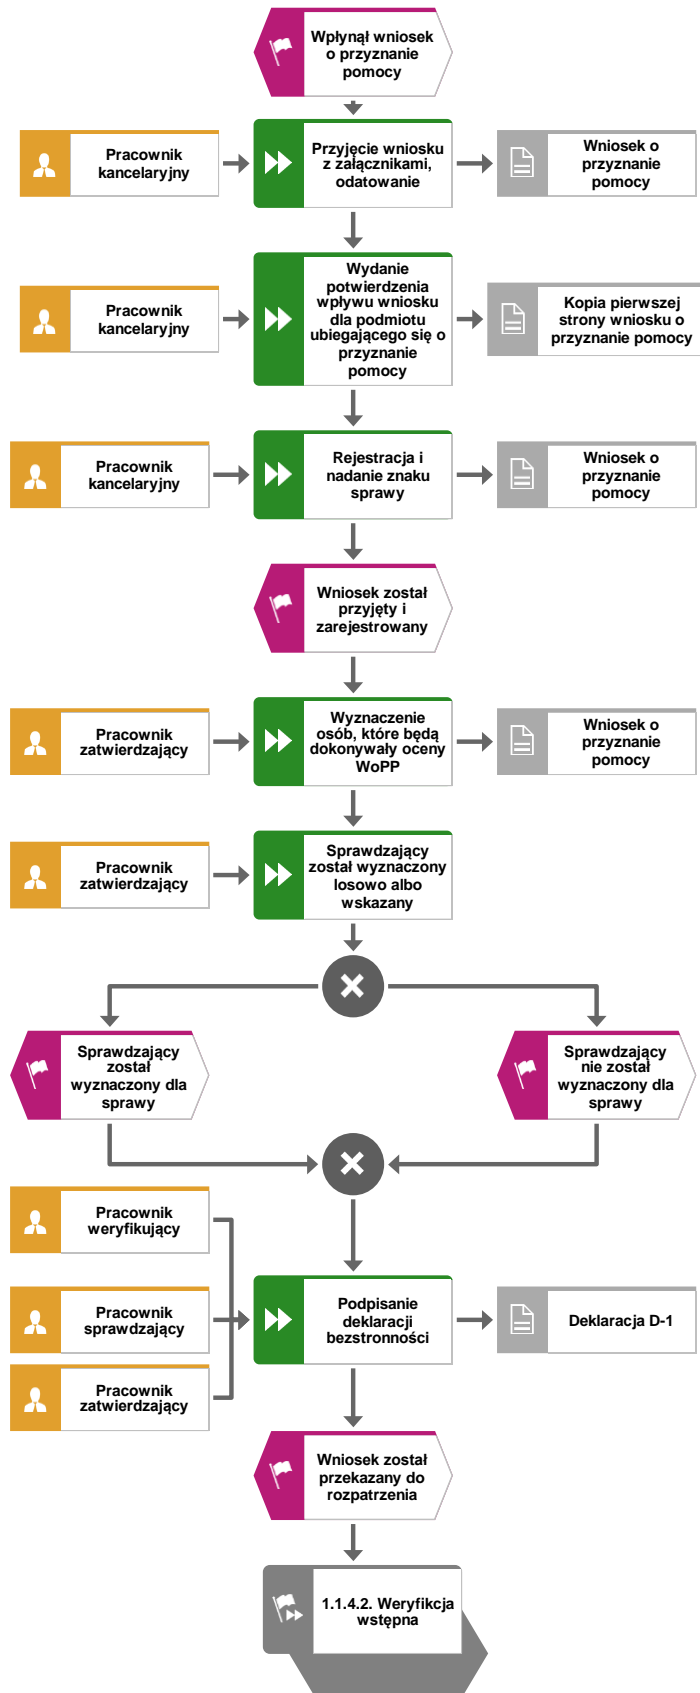 Wpłynął wniosek
o przyznanie
pomocy
Pracownik
kancelaryjny
Przyjęcie wniosku
z załącznikami,
odatowanie
Wniosek o
przyznanie
pomocy
Pracownik
kancelaryjny
Wydanie
potwierdzenia
wpływu wniosku
dla podmiotu
ubiegającego się o
przyznanie
pomocy
Kopia pierwszej
strony wniosku o
przyznanie pomocy
Pracownik
kancelaryjny
Rejestracja i
nadanie znaku
sprawy
Wniosek o
przyznanie
pomocy
Wniosek został
przyjęty i
zarejestrowany
Pracownik
zatwierdzający
Wyznaczenie
osób, które będą
dokonywały oceny
WoPP
Wniosek o
przyznanie
pomocy
Pracownik
zatwierdzający
Sprawdzający
został wyznaczony
losowo albo
wskazany
Sprawdzający
został
wyznaczony dla
sprawy
Sprawdzający
nie został
wyznaczony dla
sprawy
Pracownik
weryfikujący
Pracownik
sprawdzający
Pracownik
zatwierdzający
Podpisanie
deklaracji
bezstronności
Deklaracja D-1
Wniosek został
przekazany do
rozpatrzenia
1.1.4.2. Weryfikcja
wstępna